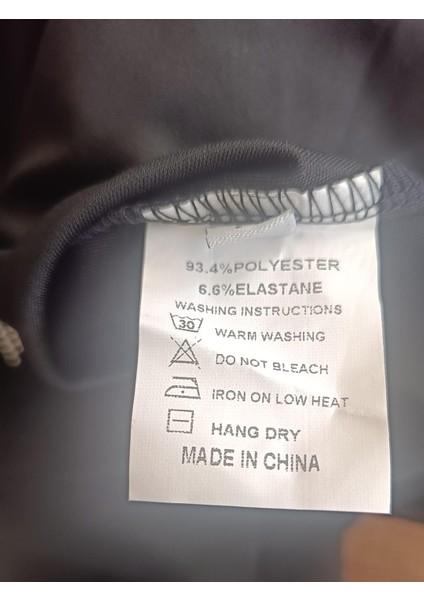 93.4%POLYESTER
6.6%ELASTANE
WASHING INSTRUCTIONS
30 WARM WASHING
DO NOT BLEACH
IRON ON LOW HEAT
HANG DRY
MADE IN CHINA